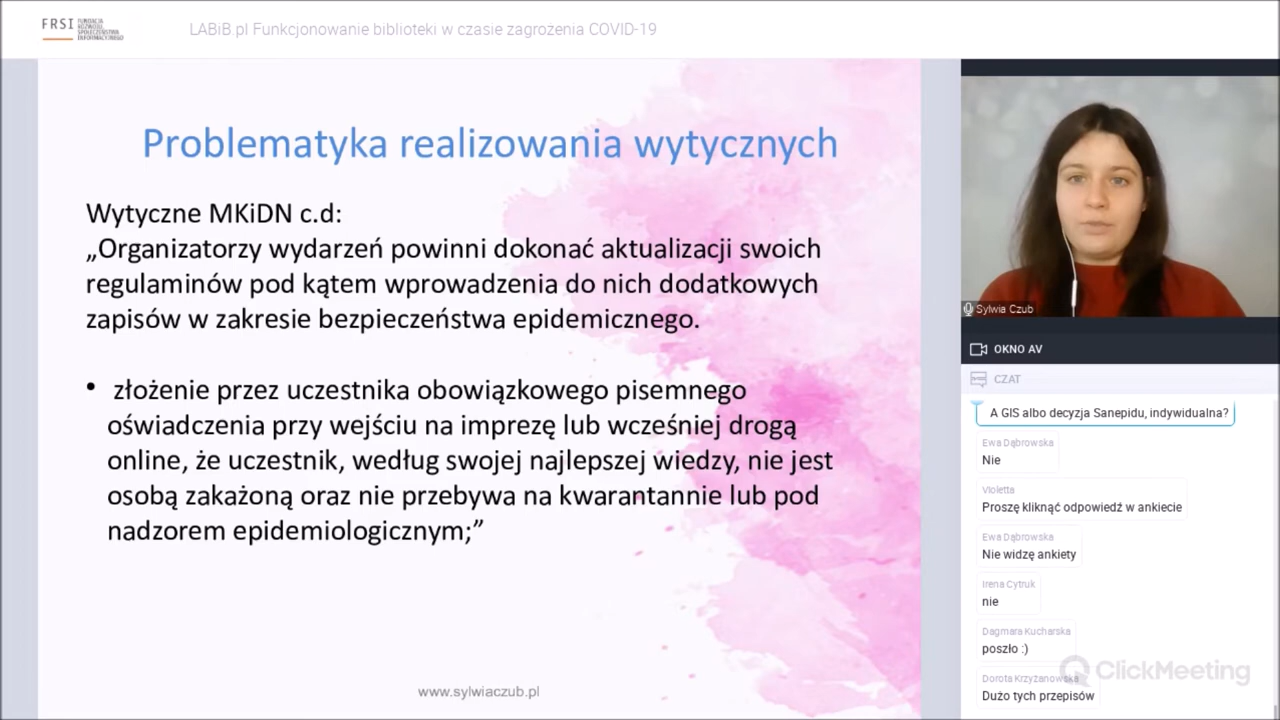 FRSI FUNDACJA
ROZWOJU
SPOŁECZEŃSTWA
INFORMACYJNEGO
LABiB.pl Funkcjonowanie biblioteki w czasie zagrożenia COVID-19
Problematyka realizowania wytycznych
Wytyczne MKiDN c.d:
„Organizatorzy wydarzeń powinni dokonać aktualizacji swoich
regulaminów pod kątem wprowadzenia do nich dodatkowych
zapisów w zakresie bezpieczeństwa epidemicznego.
• złożenie przez uczestnika obowiązkowego pisemnego
oświadczenia przy wejściu na imprezę lub wcześniej drogą
online, że uczestnik, według swojej najlepszej wiedzy, nie jest
osobą zakażoną oraz nie przebywa na kwarantannie lub pod
nadzorem epidemiologicznym;”
www.sylwiaczub.pl
Sylwia Czub
OKNO AV
CZAT
A GIS albo decyzja Sanepidu, indywidualna?
Ewa Dąbrowska
Nie
Violetta
Proszę kliknąć odpowiedź w ankiecie
Ewa Dąbrowska
Nie widzę ankiety
Irena Cytruk
nie
Dagmara Kucharska
poszło :)
Dorota Krzyżanowska
Dużo tych przepisów
ClickMeeting